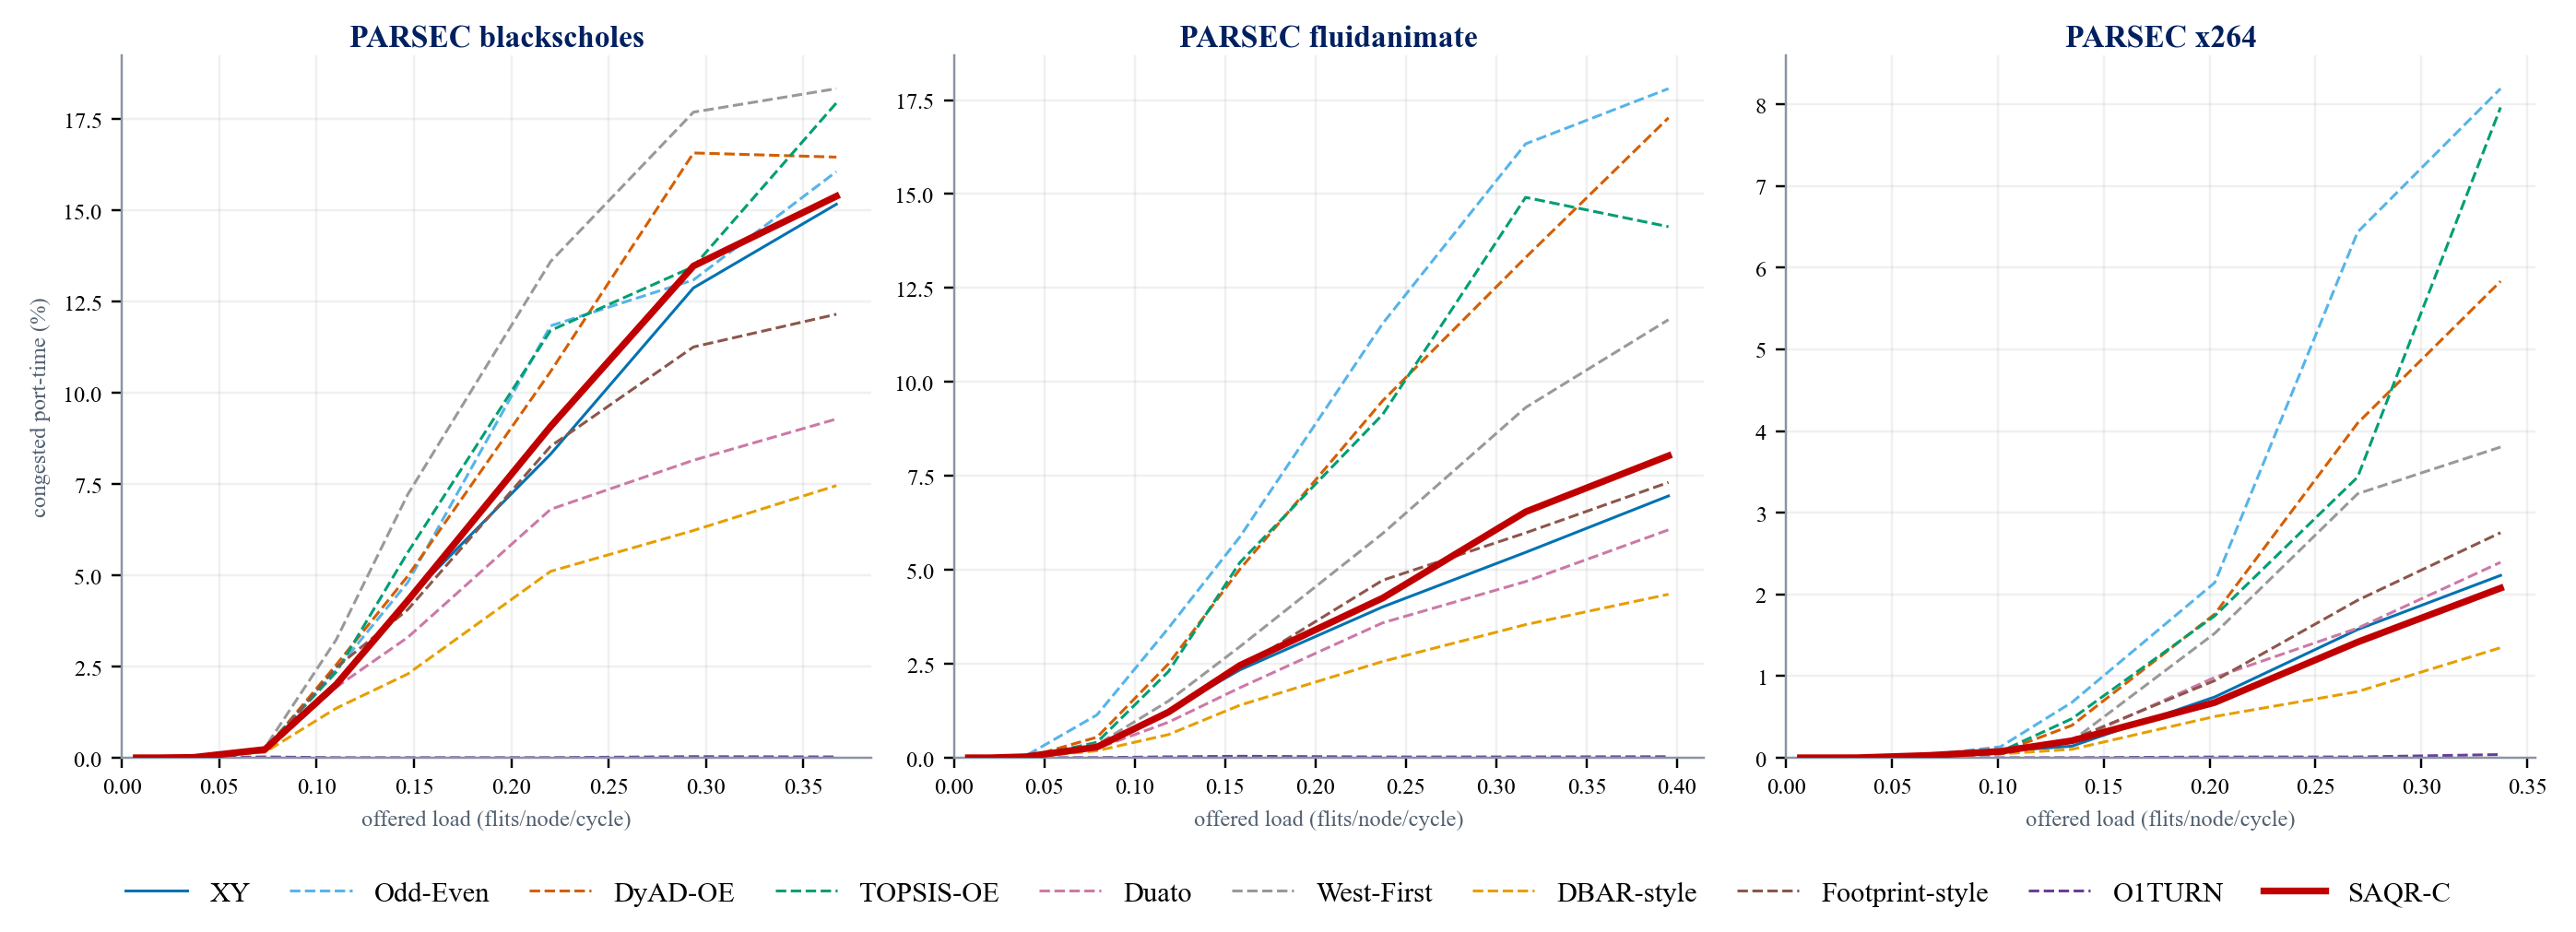 PARSEC blackscholes
PARSEC fluidanimate
PARSEC x264
congested port-time (%)
17.5
15.0
12.5
10.0
7.5
5.0
2.5
0.0
0.00 0.05 0.10 0.15 0.20 0.25 0.30 0.35
offered load (flits/node/cycle)
17.5
15.0
12.5
10.0
7.5
5.0
2.5
0.0
0.00 0.05 0.10 0.15 0.20 0.25 0.30 0.35 0.40
offered load (flits/node/cycle)
8
7
6
5
4
3
2
1
0
0.00 0.05 0.10 0.15 0.20 0.25 0.30 0.35
offered load (flits/node/cycle)
XY Odd-Even DyAD-OE TOPSIS-OE Duato West-First DBAR-style Footprint-style O1TURN SAQR-C